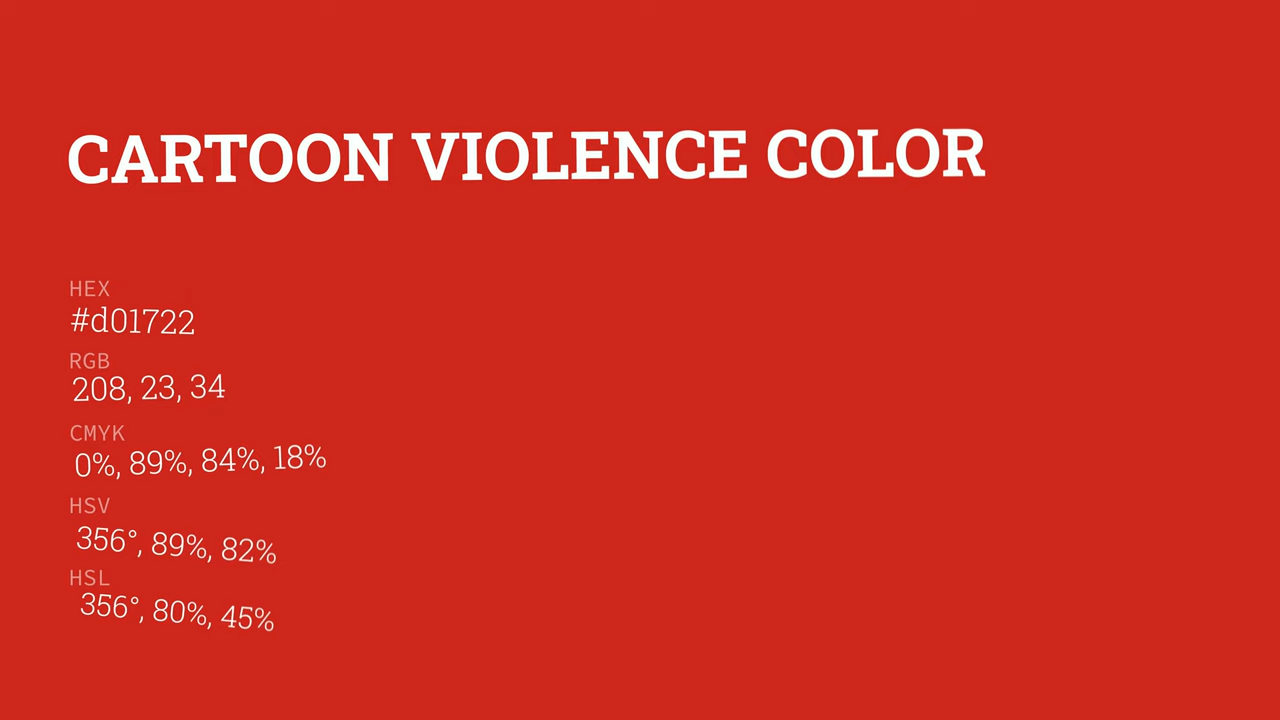 CARTOON VIOLENCE COLOR
HEX
#d01722
RGB
208, 23, 34
CMYK
0%, 89%, 84%, 18%
HSV
356°, 89%, 82%
HSL
356°, 80%, 45%